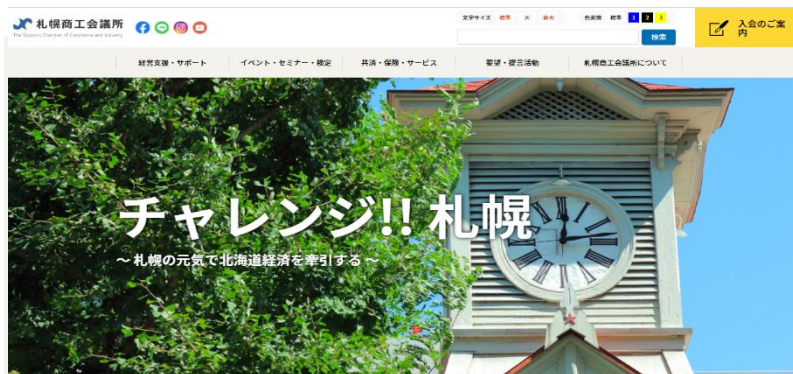 札幌商工会議所
The Sapporo Chamber of Commerce and Industry
文字サイズ 標準 大 最大
色変換 標準 1 2 3
検索
入会のご案
内
経営支援・サポート
イベント・セミナー・検定
共済・保険・サービス
要望・提言活動
札幌商工会議所について
チャレンジ!! 札幌
～ 札幌の元気で北海道経済を牽引する ～